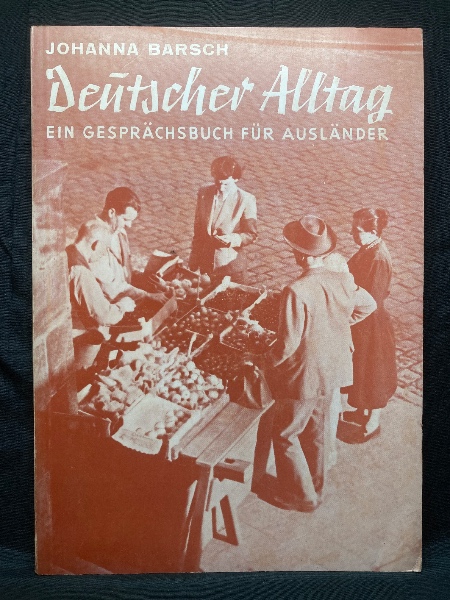 JOHANNA BARSCH
Deutscher Alltag
EIN GESPRÄCHSBUCH FÜR AUSLÄNDER